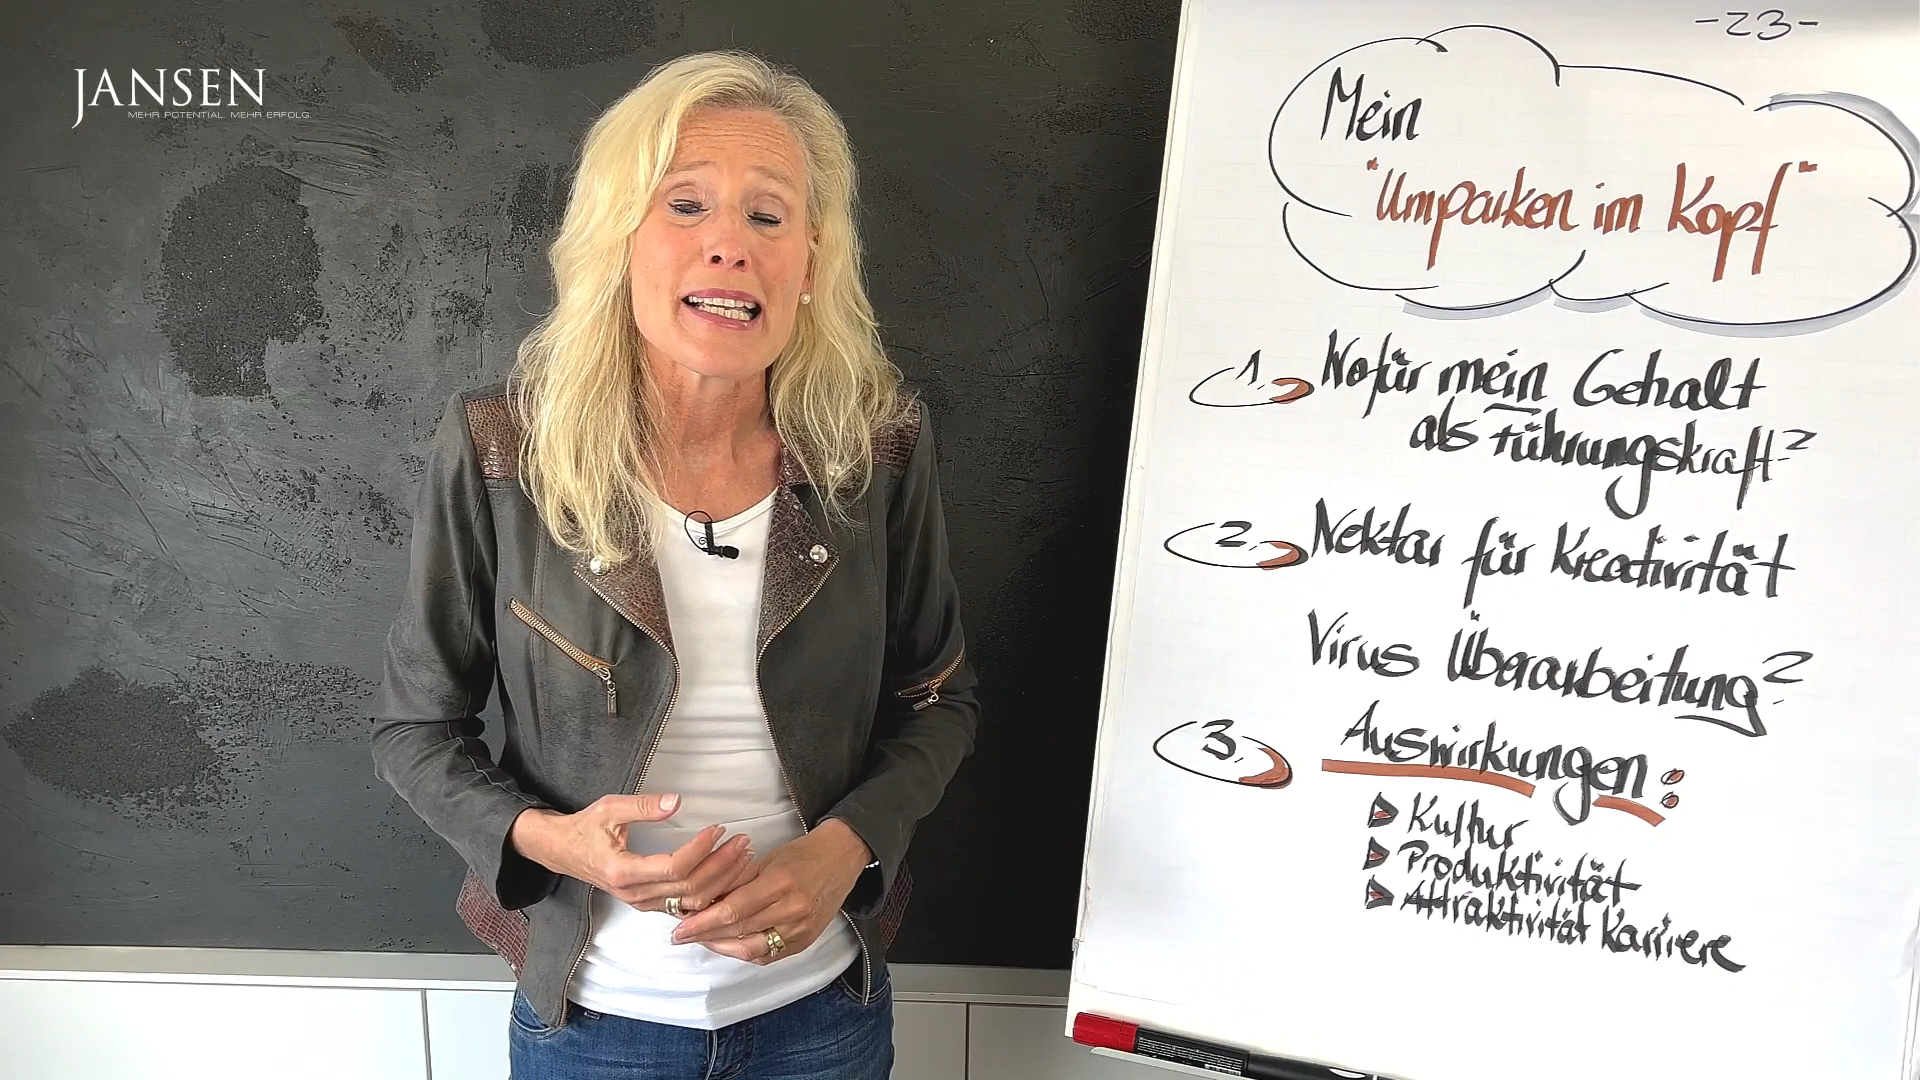 JANSEN
MEHR POTENTIAL. MEHR ERFOLG.
-23-
Mein
"Umparken im Kopf"
1. Wofür mein Gehalt
als Führungskraft?
2. Nektar für Kreativität
Virus Überarbeitung?
3. Auswirkungen:
Kultur
Produktivität
Attraktivität Karriere